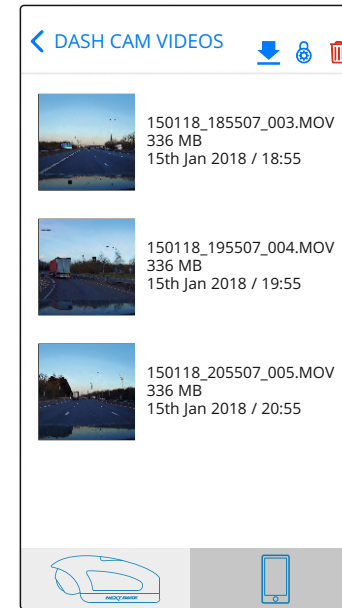 DASH CAM VIDEOS
150118_185507_003.MOV
336 MB
15th Jan 2018 / 18:55
150118_195507_004.MOV
336 MB
15th Jan 2018 / 19:55
150118_205507_005.MOV
336 MB
15th Jan 2018 / 20:55
NEXTBASE